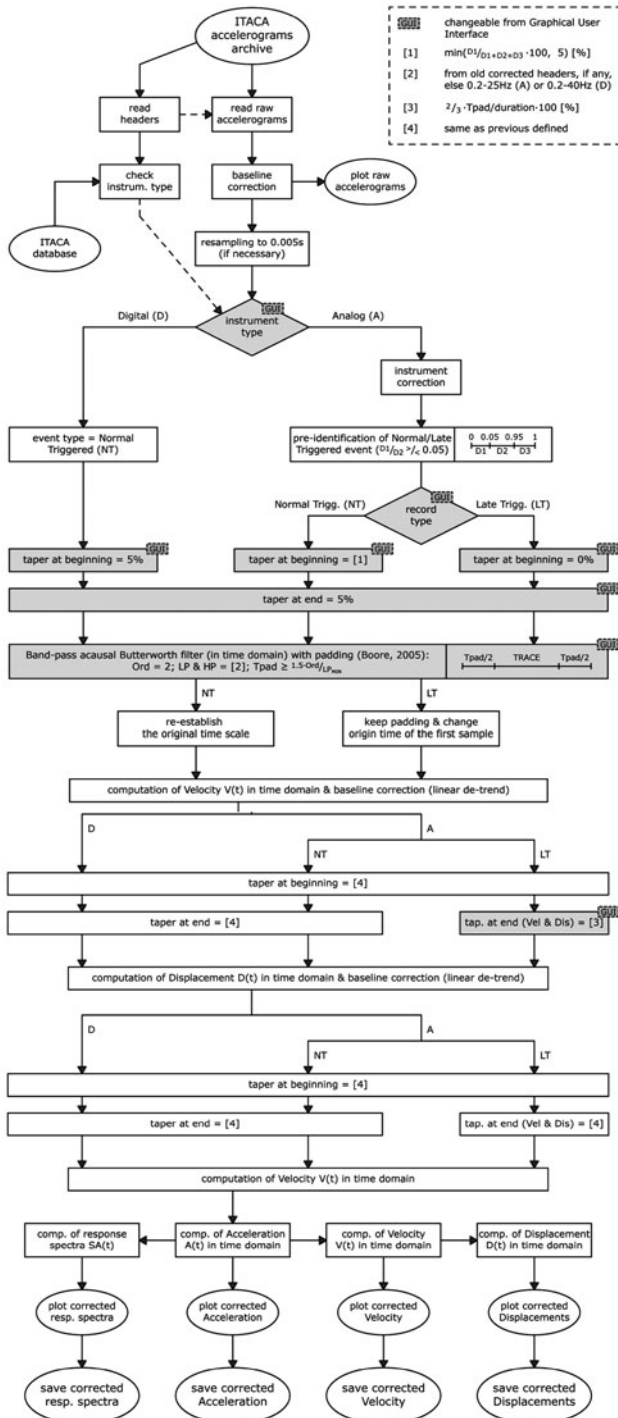 ITACA
accelerograms
archive
GUI
changeable from Graphical User
Interface
[1]
min(D1/D1+D2+D3·100, 5) [%]
[2]
from old corrected headers, if any,
else 0.2-25Hz (A) or 0.2-40Hz (D)
[3]
2/3·Tpad/duration·100 [%]
[4]
same as previous defined
read
headers
read raw
accelerograms
check
instrum. type
baseline
correction
plot raw
accelerograms
ITACA
database
resampling to 0.005s
(if necessary)
GUI
Digital (D)
instrument
type
Analog (A)
instrument
correction
event type = Normal
Triggered (NT)
pre-identification of Normal/Late
Triggered event (D1/D2 >/< 0.05)
0 0.05 0.95 1
D1 D2 D3
GUI
Normal Trigg. (NT)
record
type
Late Trigg. (LT)
GUI
taper at beginning = 5%
GUI
taper at beginning = [1]
GUI
taper at beginning = 0%
GUI
taper at end = 5%
GUI
Band-pass acausal Butterworth filter (in time domain) with padding (Boore, 2005):
Ord = 2; LP & HP = [2]; Tpad ≥ 1.5·Ord/LPMIN
Tpad/2 TRACE Tpad/2
NT
LT
re-establish
the original time scale
keep padding & change
origin time of the first sample
computation of Velocity V(t) in time domain & baseline correction (linear de-trend)
D
A
NT
LT
taper at beginning = [4]
GUI
taper at end = [4]
tap. at end (Vel & Dis) = [3]
computation of Displacement D(t) in time domain & baseline correction (linear de-trend)
D
A
NT
LT
taper at beginning = [4]
taper at end = [4]
tap. at end (Vel & Dis) = [4]
computation of Velocity V(t) in time domain
comp. of response
spectra SA(t)
comp. of Acceleration
A(t) in time domain
comp. of Velocity
V(t) in time domain
comp. of Displacement
D(t) in time domain
plot corrected
resp. spectra
plot corrected
Acceleration
plot corrected
Velocity
plot corrected
Displacements
save corrected
resp. spectra
save corrected
Acceleration
save corrected
Velocity
save corrected
Displacements